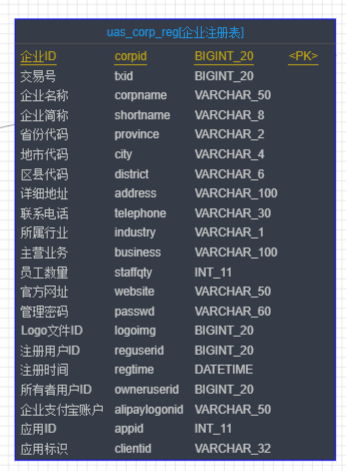 uas_corp_reg[企业注册表]
企业ID corpid BIGINT_20 <PK>
交易号 txid BIGINT_20
企业名称 corpname VARCHAR_50
企业简称 shortname VARCHAR_8
省份代码 province VARCHAR_2
地市代码 city VARCHAR_4
区县代码 district VARCHAR_6
详细地址 address VARCHAR_100
联系电话 telephone VARCHAR_30
所属行业 industry VARCHAR_1
主营业务 business VARCHAR_100
员工数量 staffqty INT_11
官方网址 website VARCHAR_50
管理密码 passwd VARCHAR_60
Logo文件ID logoimg BIGINT_20
注册用户ID reguserid BIGINT_20
注册时间 regtime DATETIME
所有者用户ID owneruserid BIGINT_20
企业支付宝账户 alipaylogonid VARCHAR_50
应用ID appid INT_11
应用标识 clientid VARCHAR_32